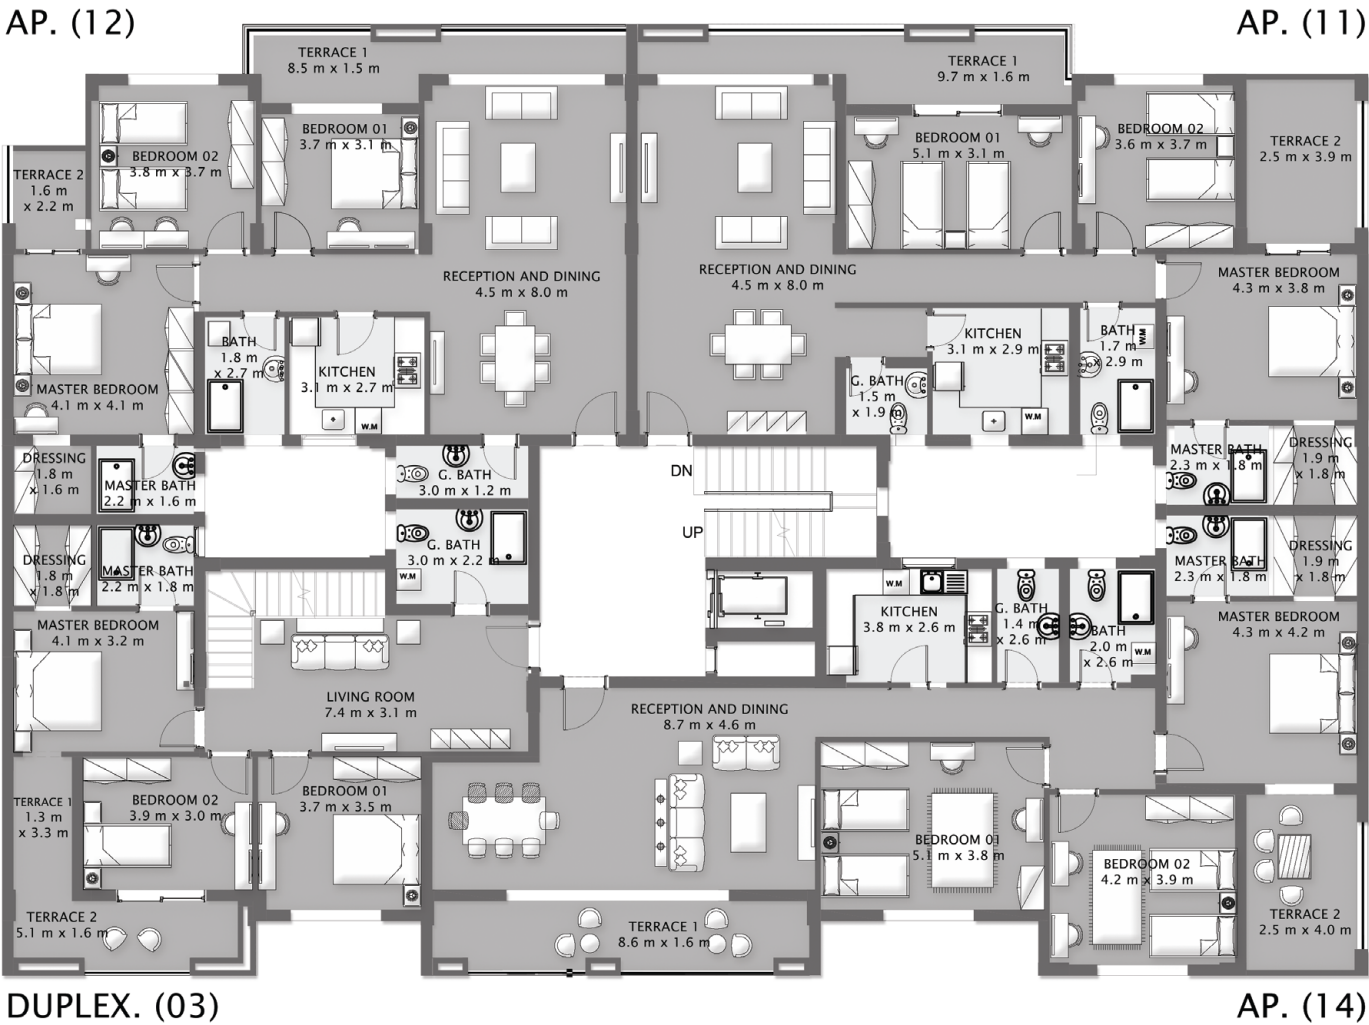 AP. (12)
AP. (11)
TERRACE 1
8.5 m x 1.5 m
TERRACE 1
9.7 m x 1.6 m
BEDROOM 02
3.8 m x 3.7 m
BEDROOM 01
3.7 m x 3.1 m
BEDROOM 01
5.1 m x 3.1 m
BEDROOM 02
3.6 m x 3.7 m
TERRACE 2
2.5 m x 3.9 m
TERRACE 2
1.6 m
x 2.2 m
RECEPTION AND DINING
4.5 m x 8.0 m
RECEPTION AND DINING
4.5 m x 8.0 m
MASTER BEDROOM
4.3 m x 3.8 m
MASTER BEDROOM
4.1 m x 4.1 m
BATH
1.8 m
x 2.7 m
KITCHEN
3.1 m x 2.7 m
W.M
G. BATH
1.5 m
x 1.9 m
KITCHEN
3.1 m x 2.9 m
W.M
BATH
1.7 m
x 2.9 m
W.M
DRESSING
1.8 m
x 1.6 m
MASTER BATH
2.2 m x 1.6 m
G. BATH
3.0 m x 1.2 m
DN
UP
MASTER BATH
2.3 m x 1.8 m
DRESSING
1.9 m
x 1.8 m
DRESSING
1.8 m
x 1.8 m
MASTER BATH
2.2 m x 1.8 m
G. BATH
3.0 m x 2.2 m
W.M
MASTER BATH
2.3 m x 1.8 m
DRESSING
1.9 m
x 1.8 m
MASTER BEDROOM
4.1 m x 3.2 m
W.M
KITCHEN
3.8 m x 2.6 m
G. BATH
1.4 m
x 2.6 m
BATH
2.0 m
x 2.6 m
W.M
MASTER BEDROOM
4.3 m x 4.2 m
LIVING ROOM
7.4 m x 3.1 m
RECEPTION AND DINING
8.7 m x 4.6 m
TERRACE 1
1.3 m
x 3.3 m
BEDROOM 02
3.9 m x 3.0 m
BEDROOM 01
3.7 m x 3.5 m
BEDROOM 01
5.1 m x 3.8 m
BEDROOM 02
4.2 m x 3.9 m
TERRACE 2
5.1 m x 1.6 m
TERRACE 1
8.6 m x 1.6 m
TERRACE 2
2.5 m x 4.0 m
DUPLEX. (03)
AP. (14)